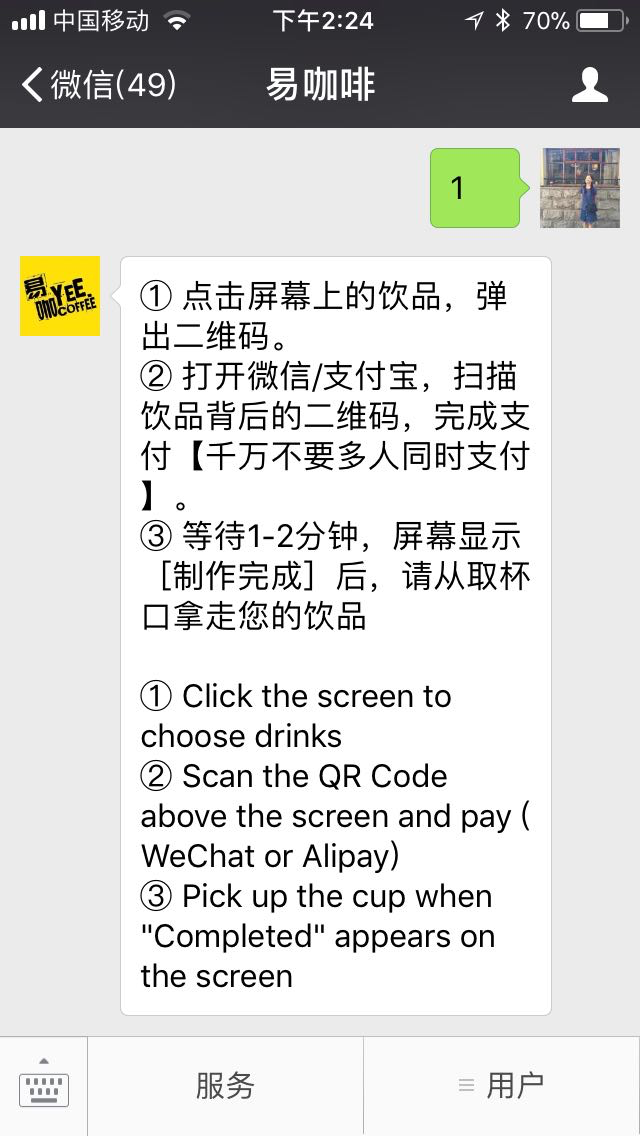 中国移动 下午2:24 70%
微信(49) 易咖啡
1
易 YEE
COFFEE
① 点击屏幕上的饮品，弹
出二维码。
② 打开微信/支付宝，扫描
饮品背后的二维码，完成支
付【千万不要多人同时支付
】。
③ 等待1-2分钟，屏幕显示
［制作完成］后，请从取杯
口拿走您的饮品
① Click the screen to
choose drinks
② Scan the QR Code
above the screen and pay (
WeChat or Alipay)
③ Pick up the cup when
"Completed" appears on
the screen
服务 用户